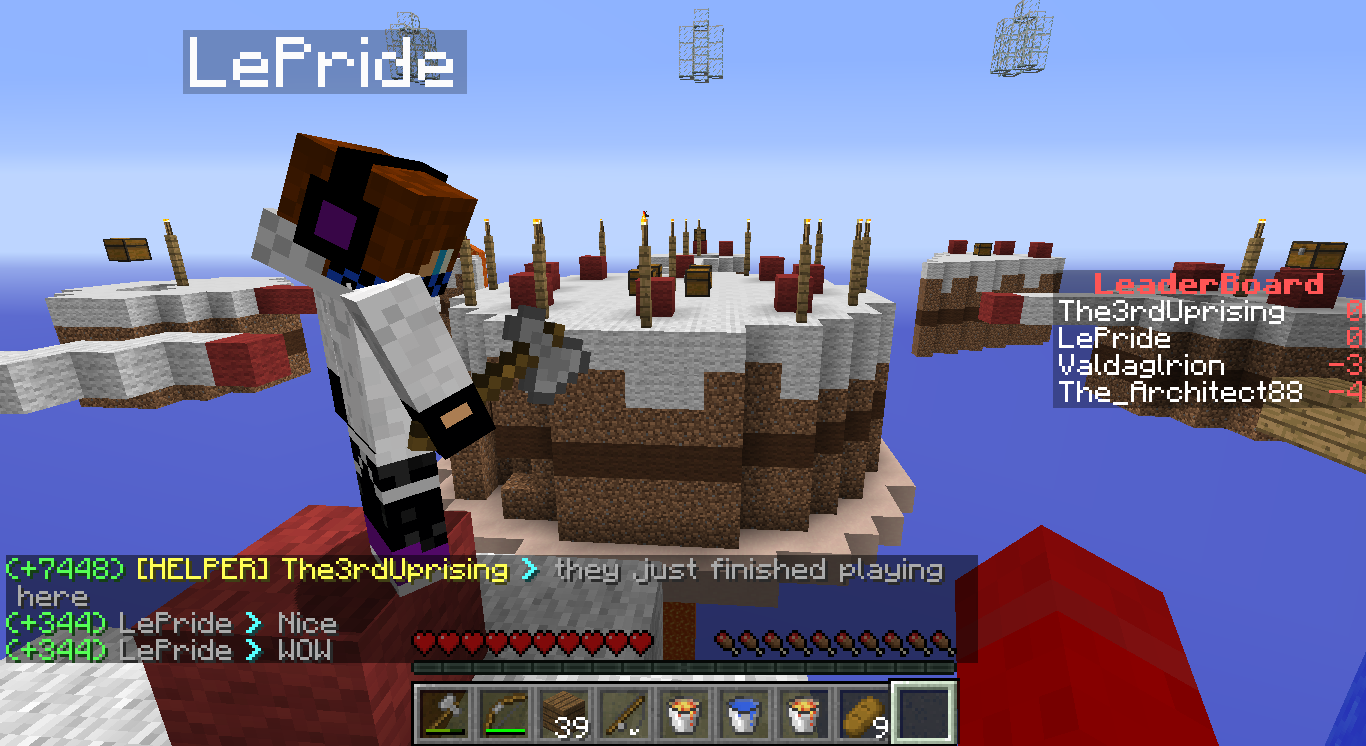 LePride
LeaderBoard
The3rdUprising 0
LePride 0
Valdaglrion -3
The_Architect88 -4
(+7448) [HELPER] The3rdUprising > they just finished playing
here
(+344) LePride > Nice
(+344) LePride > WOW
39
9